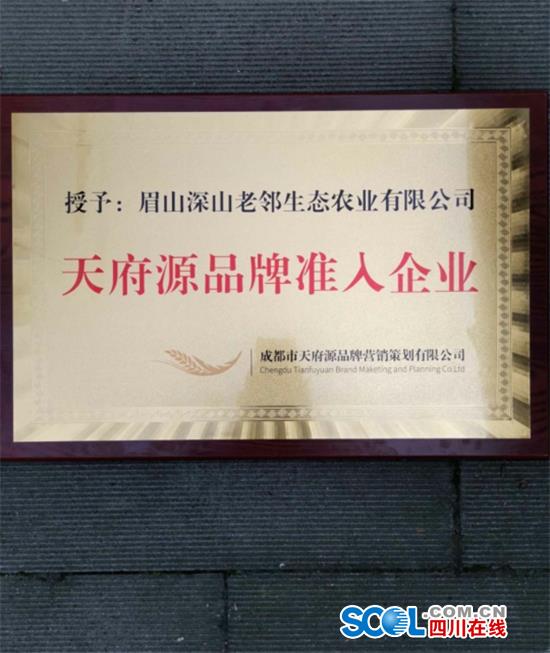 授予：眉山深山老邻生态农业有限公司
天府源品牌准入企业
成都市天府源品牌营销策划有限公司
Chengdu Tianfuyuan Brand Maketing and Planning Co.Ltd
SCOL.COM.CN
四川在线